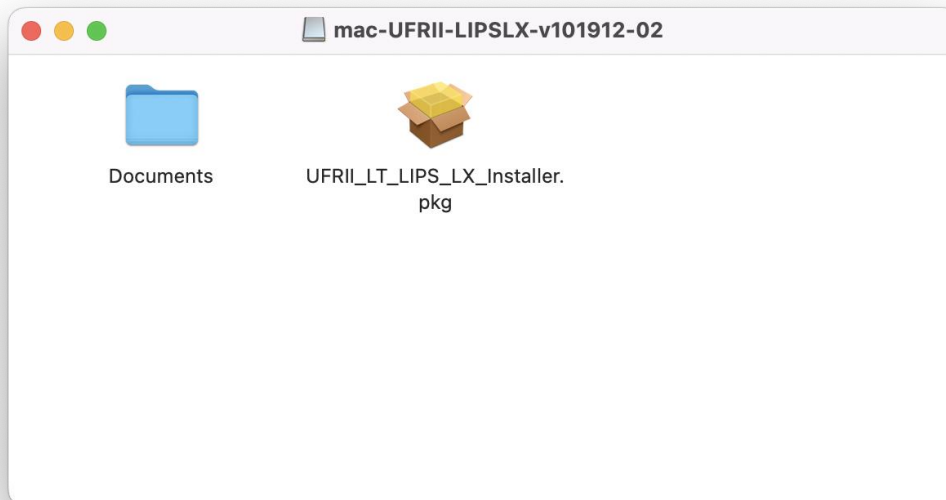 mac-UFRII-LIPSLX-v101912-02
Documents
UFRII_LT_LIPS_LX_Installer.
pkg